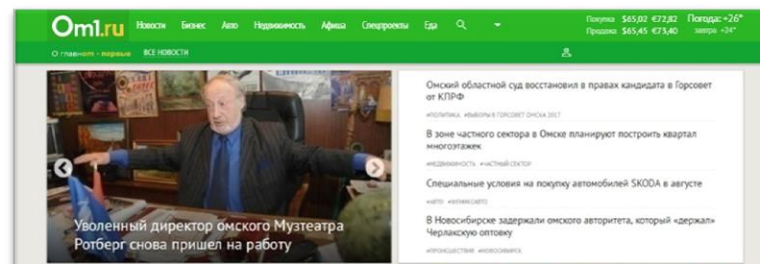 Om1.ru
Новости Бизнес Авто Недвижимость Афиша Спецпроекты Еда
Покупка $65,02 €72,82 Погода: +26°
Продажа $65,45 €73,40 завтра +24°
О главном - первые ВСЕ НОВОСТИ
Уволенный директор омского Музтеатра
Ротберг снова пришел на работу
Омский областной суд восстановил в правах кандидата в Горсовет
от КПРФ
#ПОЛИТИКА #ВЫБОРЫ В ГОРСОВЕТ ОМСКА 2017
В зоне частного сектора в Омске планируют построить квартал
многоэтажек
#НЕДВИЖИМОСТЬ #ЧАСТНЫЙ СЕКТОР
Специальные условия на покупку автомобилей SKODA в августе
#АВТО
В Новосибирске задержали омского авторитета, который «держал»
Черлакскую оптовку
#ПРОИСШЕСТВИЯ #НОВОСИБИРСК